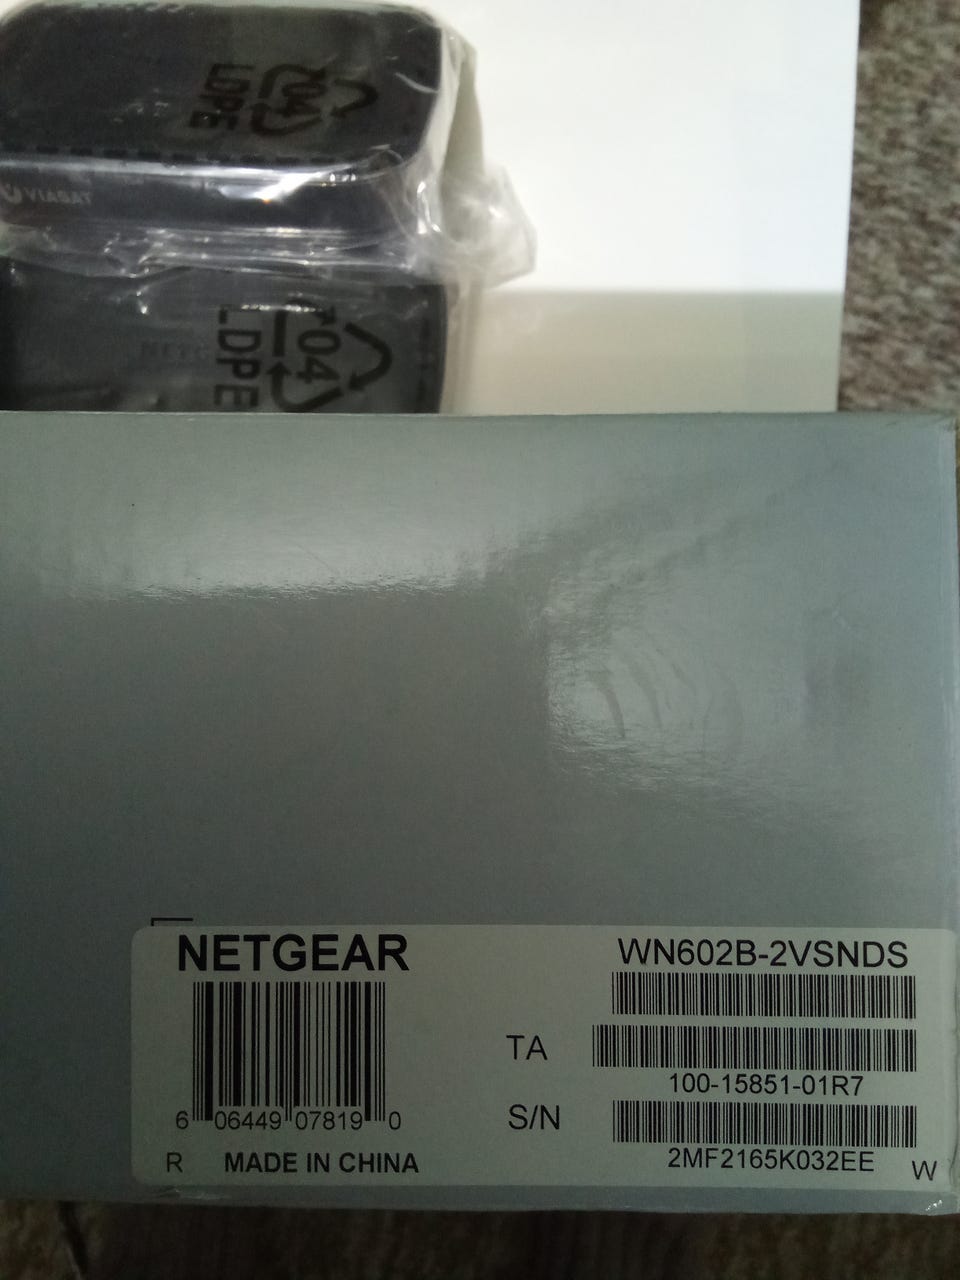 04
LDPE
VIASAT
04
LDPE
NETGEAR
WN602B-2VSNDS
TA
100-15851-01R7
6 06449 07819 0
S/N
2MF2165K032EE
R MADE IN CHINA
W